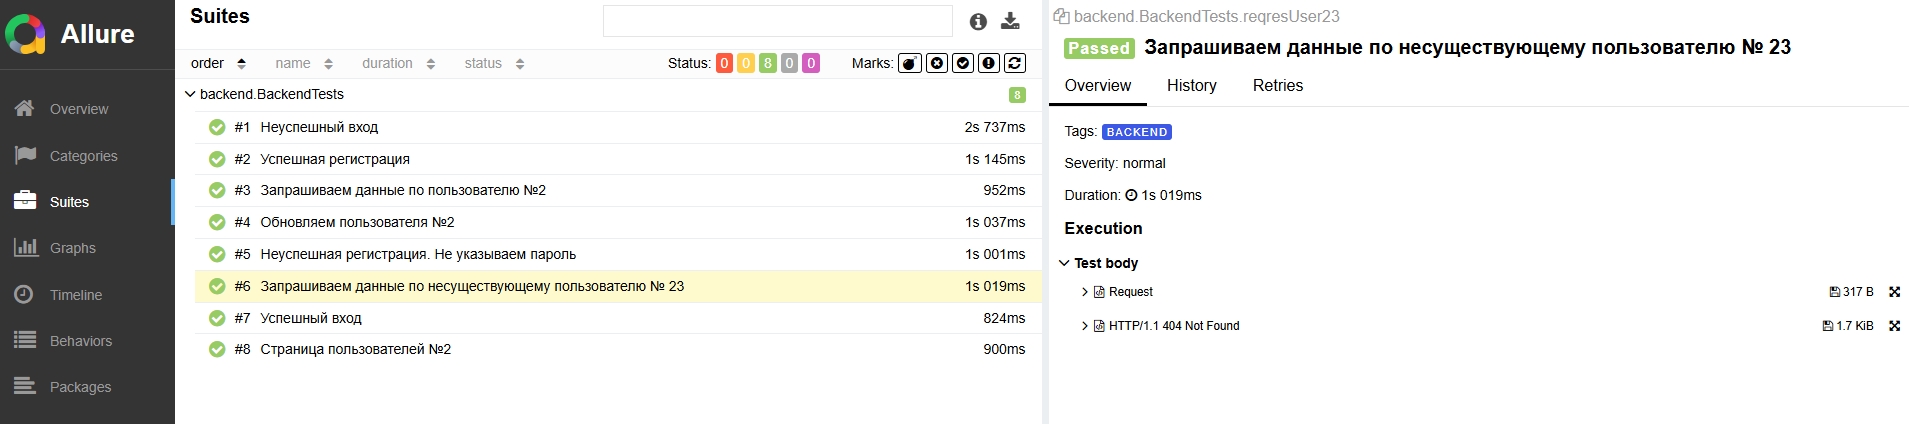 Allure
Overview
Categories
Suites
Graphs
Timeline
Behaviors
Packages
Suites
order name duration status Status: 0 0 8 0 0 Marks:
backend.BackendTests 8
#1 Неуспешный вход 2s 737ms
#2 Успешная регистрация 1s 145ms
#3 Запрашиваем данные по пользователю №2 952ms
#4 Обновляем пользователя №2 1s 037ms
#5 Неуспешная регистрация. Не указываем пароль 1s 001ms
#6 Запрашиваем данные по несуществующему пользователю № 23 1s 019ms
#7 Успешный вход 824ms
#8 Страница пользователей №2 900ms
backend.BackendTests.reqresUser23
Passed Запрашиваем данные по несуществующему пользователю № 23
Overview History Retries
Tags: BACKEND
Severity: normal
Duration: 1s 019ms
Execution
Test body
Request 317 B
HTTP/1.1 404 Not Found 1.7 KiB